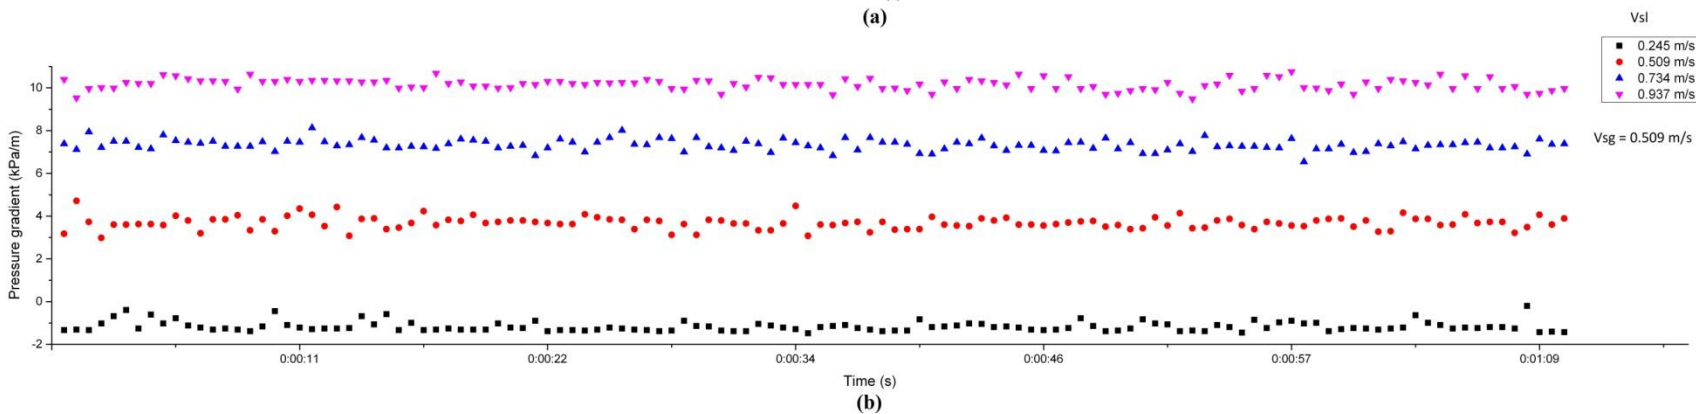 (a)
Vsl
0.245 m/s
0.509 m/s
0.734 m/s
0.937 m/s
Vsg = 0.509 m/s
Pressure gradient (kPa/m)
10
8
6
4
2
0
-2
0:00:11
0:00:22
0:00:34
0:00:46
0:00:57
0:01:09
Time (s)
(b)